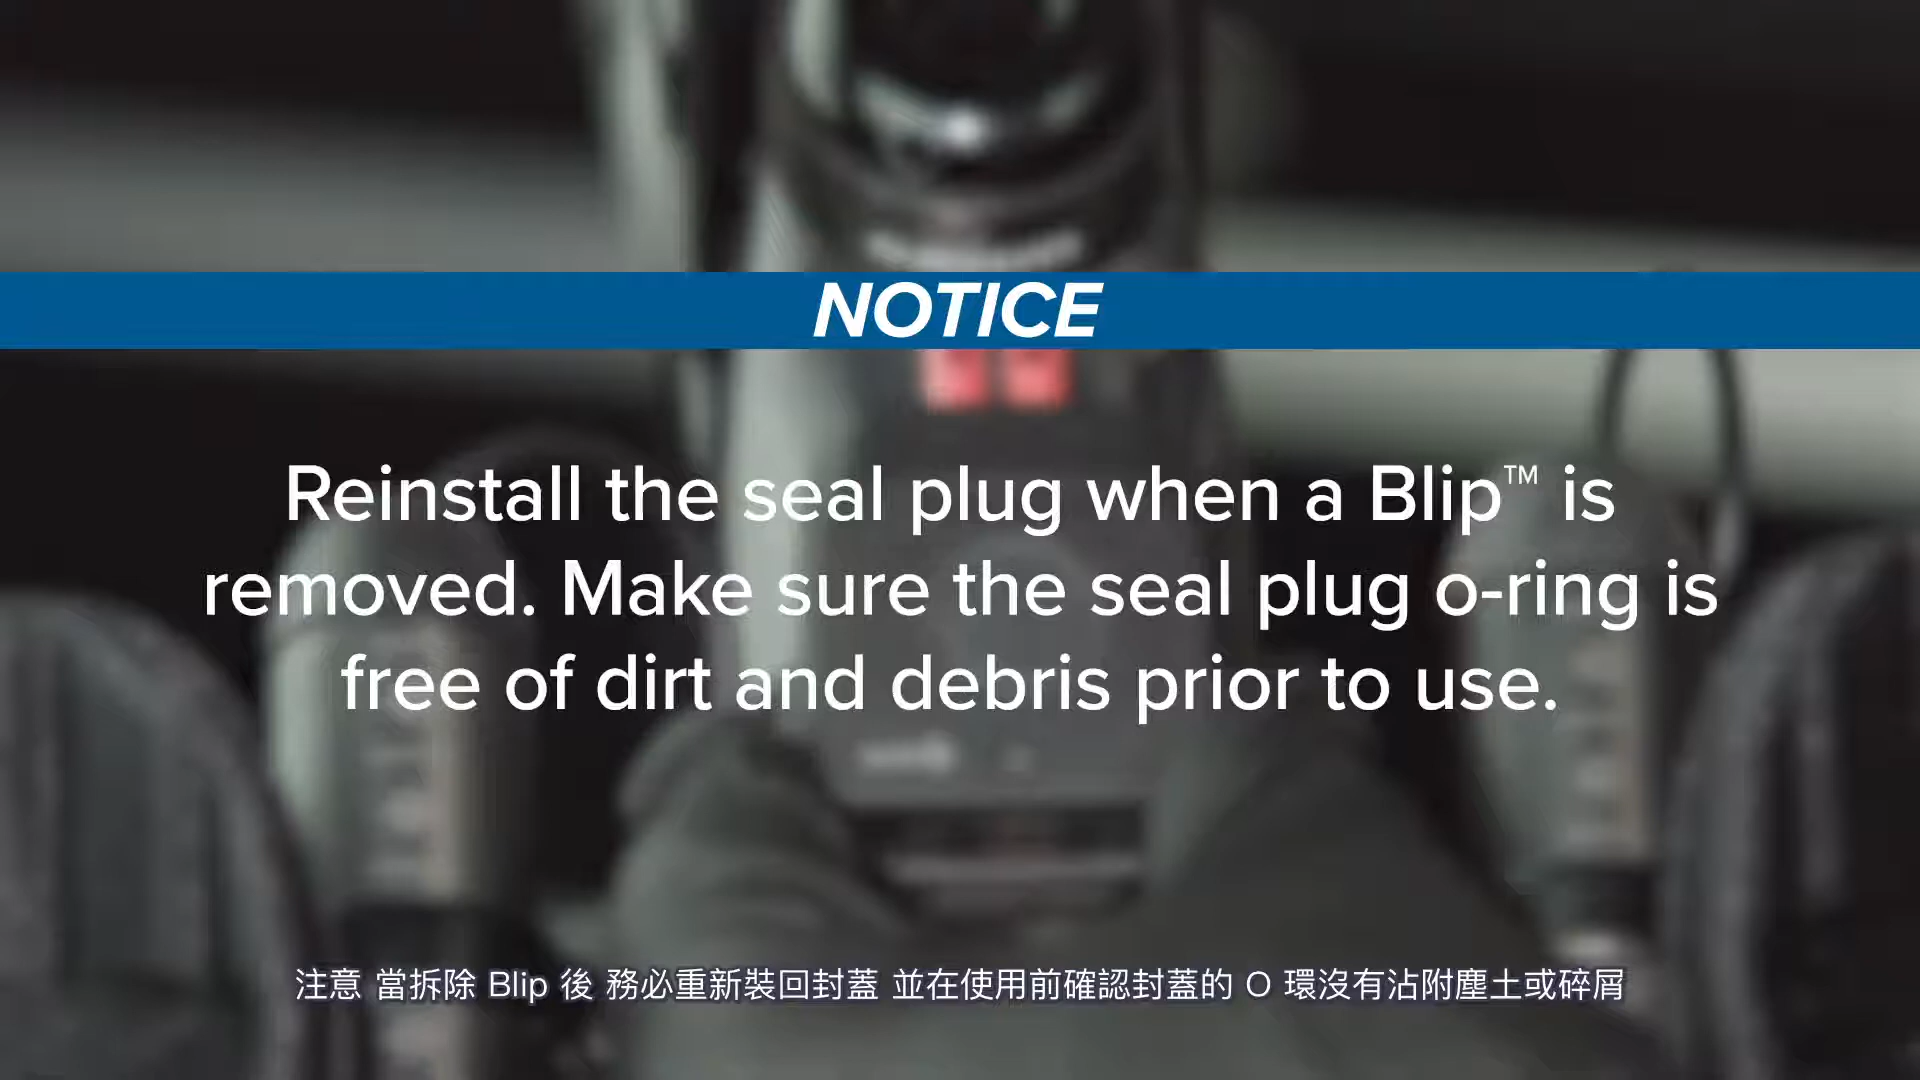 NOTICE
Reinstall the seal plug when a Blip™ is
removed. Make sure the seal plug o-ring is
free of dirt and debris prior to use.
注意 當拆除 Blip 後 務必重新裝回封蓋 並在使用前確認封蓋的 O 環沒有沾附塵土或碎屑